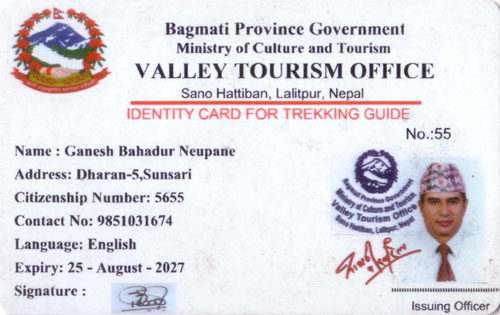 Bagmati Province Government
Ministry of Culture and Tourism
VALLEY TOURISM OFFICE
Sano Hattiban, Lalitpur, Nepal
IDENTITY CARD FOR TREKKING GUIDE
No.:55
Name : Ganesh Bahadur Neupane
Address: Dharan-5,Sunsari
Citizenship Number: 5655
Contact No: 9851031674
Language: English
Expiry: 25 - August - 2027
Signature :
Bagmati Province Government
Ministry of Culture and Tourism
Valley Tourism Office
Sano Hattiban, Lalitpur, Nepal
Issuing Officer